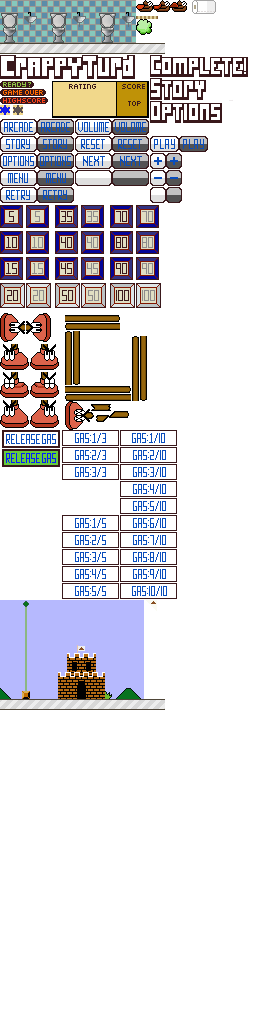 CRAPPYTURD COMPLETE!
STORY
OPTIONS
READY?
GAME OVER
HIGHSCORE
RATING SCORE
TOP
ARCADE ARCADE VOLUME VOLUME
STORY STORY RESET RESET PLAY PLAY
OPTIONS OPTIONS NEXT NEXT + +
MENU MENU - -
RETRY RETRY
5 5 35 35 70 70
10 10 40 40 80 80
15 15 45 45 90 90
20 20 50 50 100 100
RELEASE GAS GAS:1/3 GAS:1/10
RELEASE GAS GAS:2/3 GAS:2/10
GAS:3/3 GAS:3/10
GAS:4/10
GAS:5/10
GAS:1/5 GAS:6/10
GAS:2/5 GAS:7/10
GAS:3/5 GAS:8/10
GAS:4/5 GAS:9/10
GAS:5/5 GAS:10/10